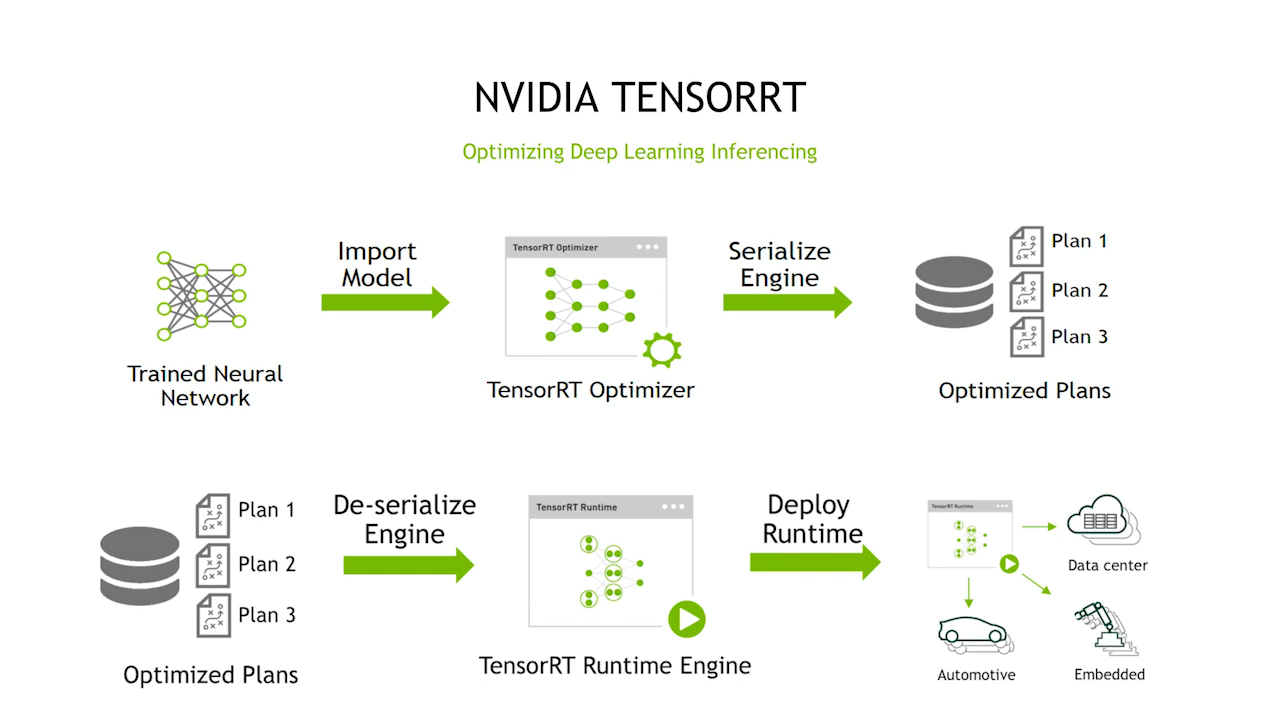 NVIDIA TENSORRT
Optimizing Deep Learning Inferencing
Import
Model
TensorRT Optimizer
Serialize
Engine
Plan 1
Plan 2
Plan 3
Trained Neural
Network
TensorRT Optimizer
Optimized Plans
Plan 1
Plan 2
Plan 3
De-serialize
Engine
TensorRT Runtime
Deploy
Runtime
TensorRT Runtime
Data center
Automotive
Embedded
Optimized Plans
TensorRT Runtime Engine